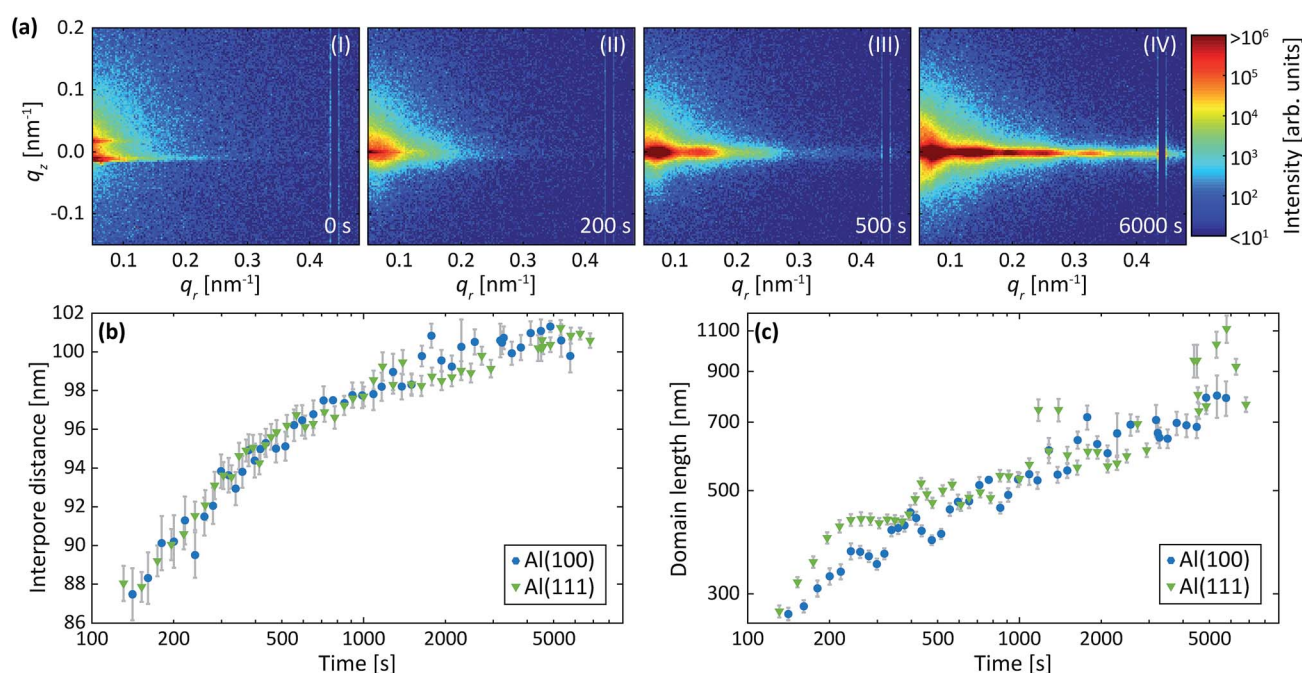 (a)
q_z [nm⁻¹]
0.2
0.1
0.0
-0.1
(I)
0 s
(II)
200 s
(III)
500 s
(IV)
6000 s
0.1 0.2 0.3 0.4
q_r [nm⁻¹]
0.1 0.2 0.3 0.4
q_r [nm⁻¹]
0.1 0.2 0.3 0.4
q_r [nm⁻¹]
0.1 0.2 0.3 0.4
q_r [nm⁻¹]
>10⁶
10⁵
10⁴
10³
10²
<10¹
Intensity [arb. units]
(b)
Interpore distance [nm]
102
100
98
96
94
92
90
88
86
Al(100)
Al(111)
100 200 500 1000 2000 5000
Time [s]
(c)
Domain length [nm]
1100
900
700
500
300
Al(100)
Al(111)
100 200 500 1000 2000 5000
Time [s]